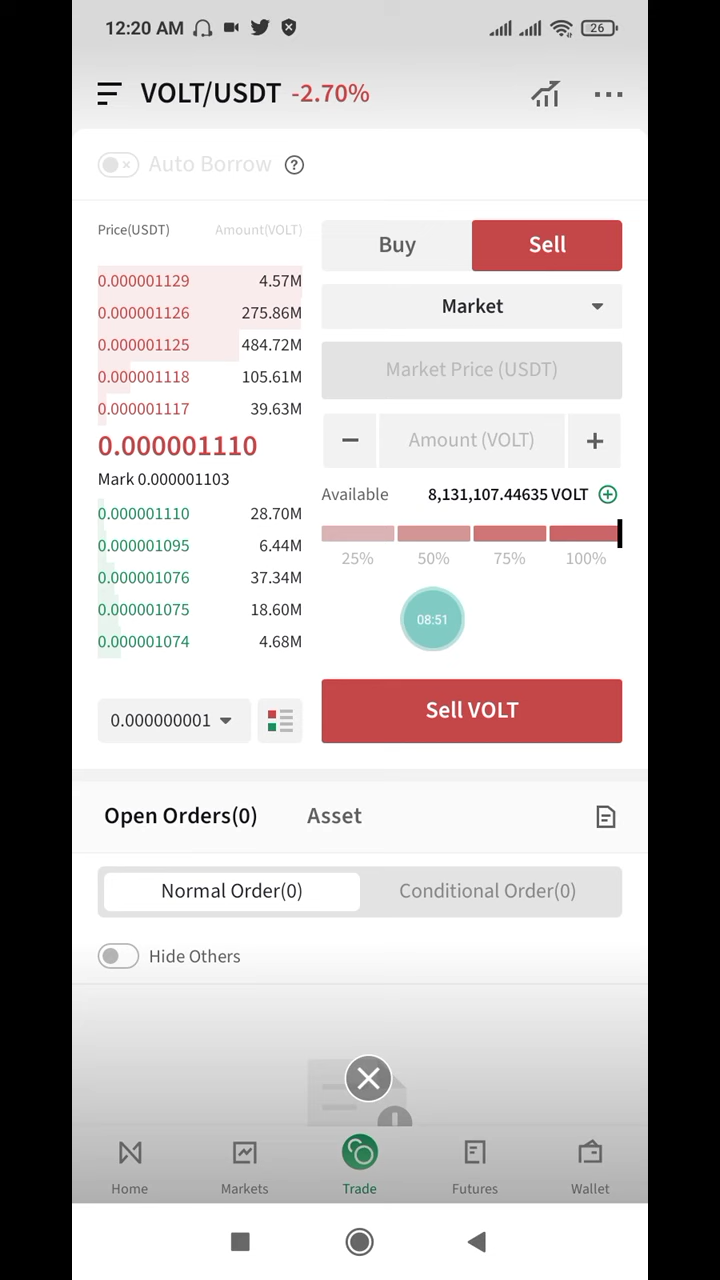 12:20 AM 26
VOLT/USDT -2.70%
Auto Borrow ?
Price(USDT) Amount(VOLT)
0.000001129 4.57M
0.000001126 275.86M
0.000001125 484.72M
0.000001118 105.61M
0.000001117 39.63M
0.000001110
Mark 0.000001103
0.000001110 28.70M
0.000001095 6.44M
0.000001076 37.34M
0.000001075 18.60M
0.000001074 4.68M
0.000000001
Buy Sell
Market
Market Price (USDT)
− Amount (VOLT) +
Available 8,131,107.44635 VOLT
25% 50% 75% 100%
08:51
Sell VOLT
Open Orders(0) Asset
Normal Order(0) Conditional Order(0)
Hide Others
Home Markets Trade Futures Wallet